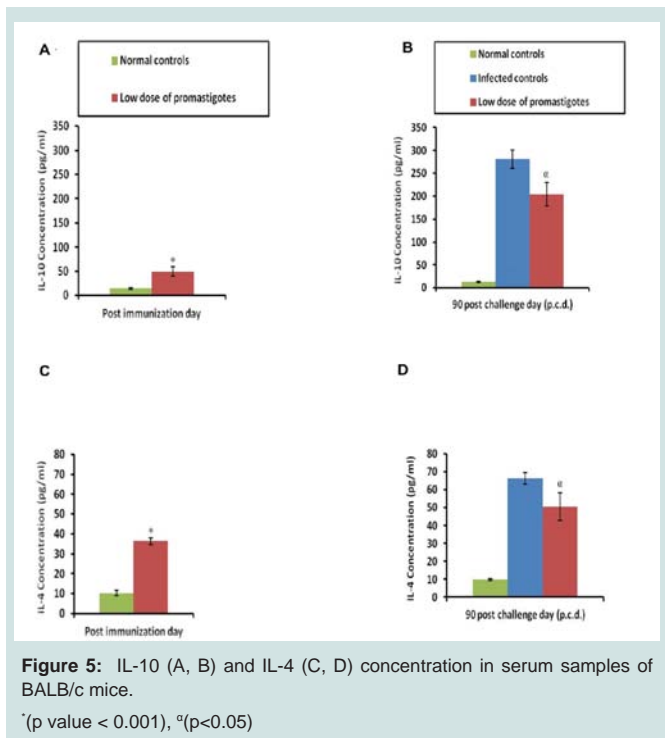 A
Normal controls
Low dose of promastigotes
350
300
250
200
150
100
50
0
IL-10 Concentration (pg/ml)
*
Post immunization day
B
Normal controls
Infected controls
Low dose of promastigotes
350
300
250
200
150
100
50
0
IL-10 Concentration (pg/ml)
α
90 post challenge day (p.c.d.)
C
80
70
60
50
40
30
20
10
0
IL-4 Concentration (pg/ml)
*
Post immunization day
D
80
70
60
50
40
30
20
10
0
IL-4 Concentration (pg/ml)
α
90 post challenge day (p.c.d.)
Figure 5: IL-10 (A, B) and IL-4 (C, D) concentration in serum samples of
BALB/c mice.
*(p value < 0.001), α(p<0.05)